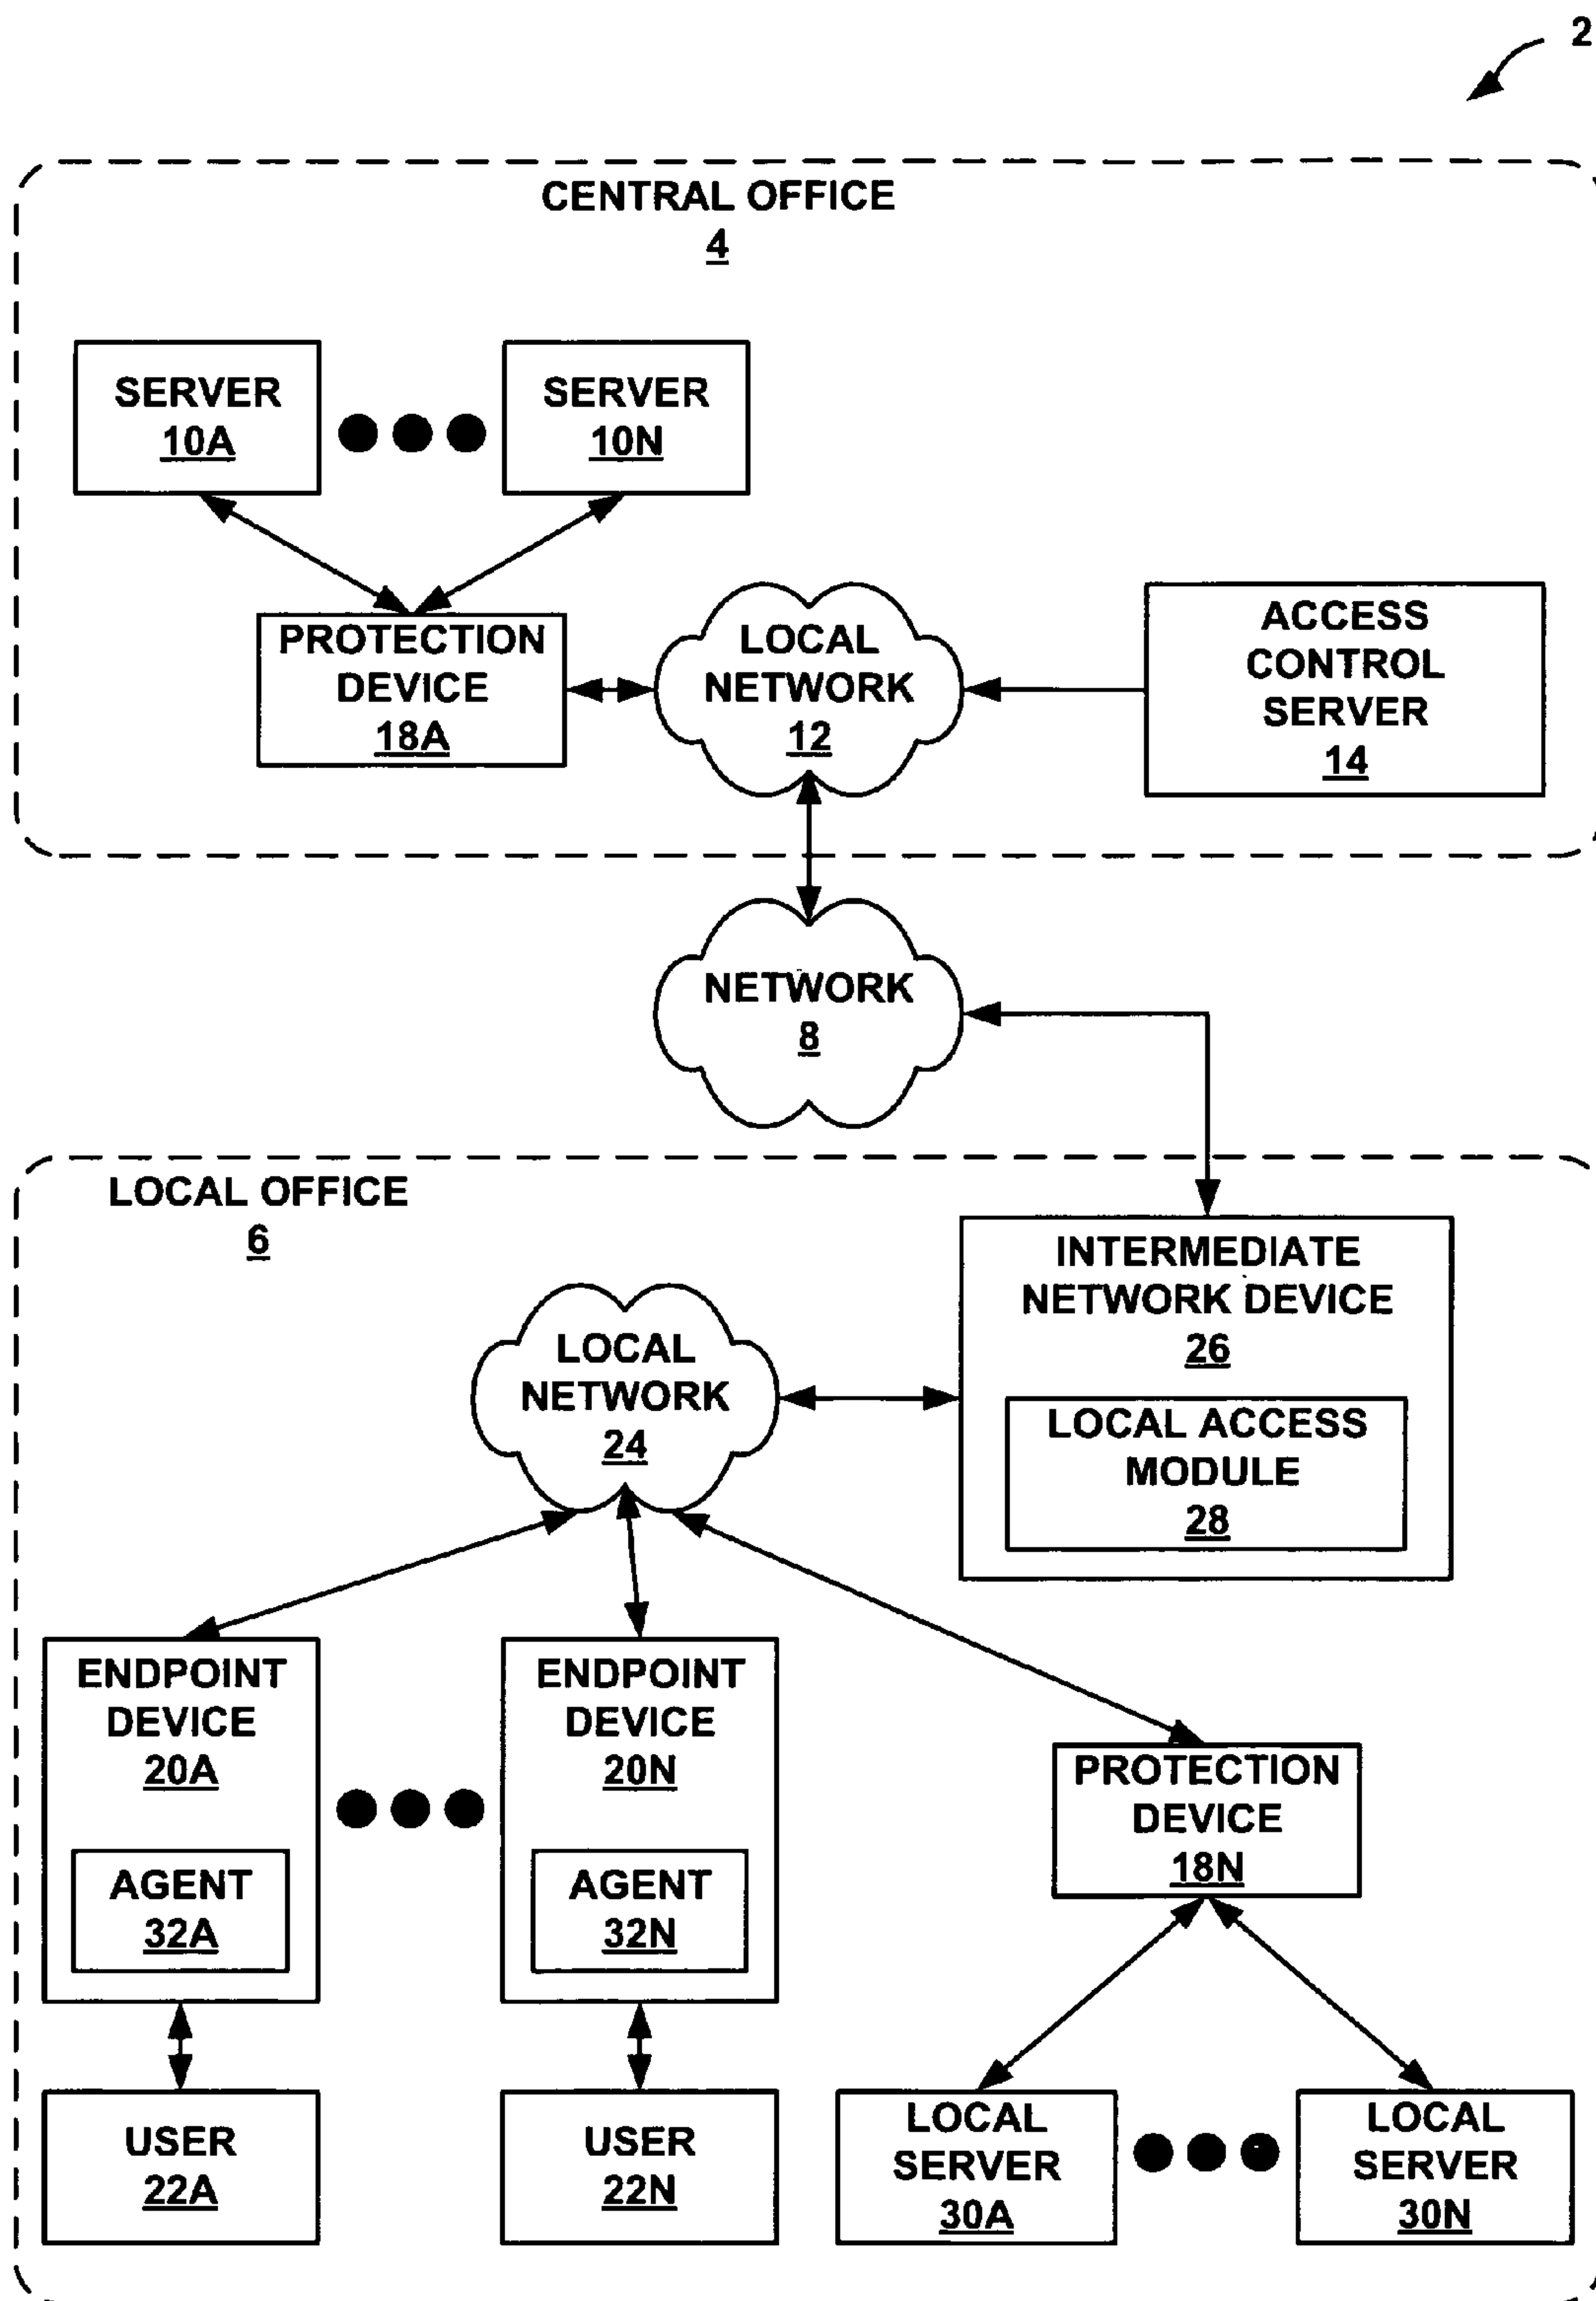 2
CENTRAL OFFICE
4
SERVER
10A
SERVER
10N
PROTECTION
DEVICE
18A
LOCAL
NETWORK
12
ACCESS
CONTROL
SERVER
14
NETWORK
8
LOCAL OFFICE
6
INTERMEDIATE
NETWORK DEVICE
26
LOCAL ACCESS
MODULE
28
LOCAL
NETWORK
24
ENDPOINT
DEVICE
20A
AGENT
32A
ENDPOINT
DEVICE
20N
AGENT
32N
PROTECTION
DEVICE
18N
USER
22A
USER
22N
LOCAL
SERVER
30A
LOCAL
SERVER
30N